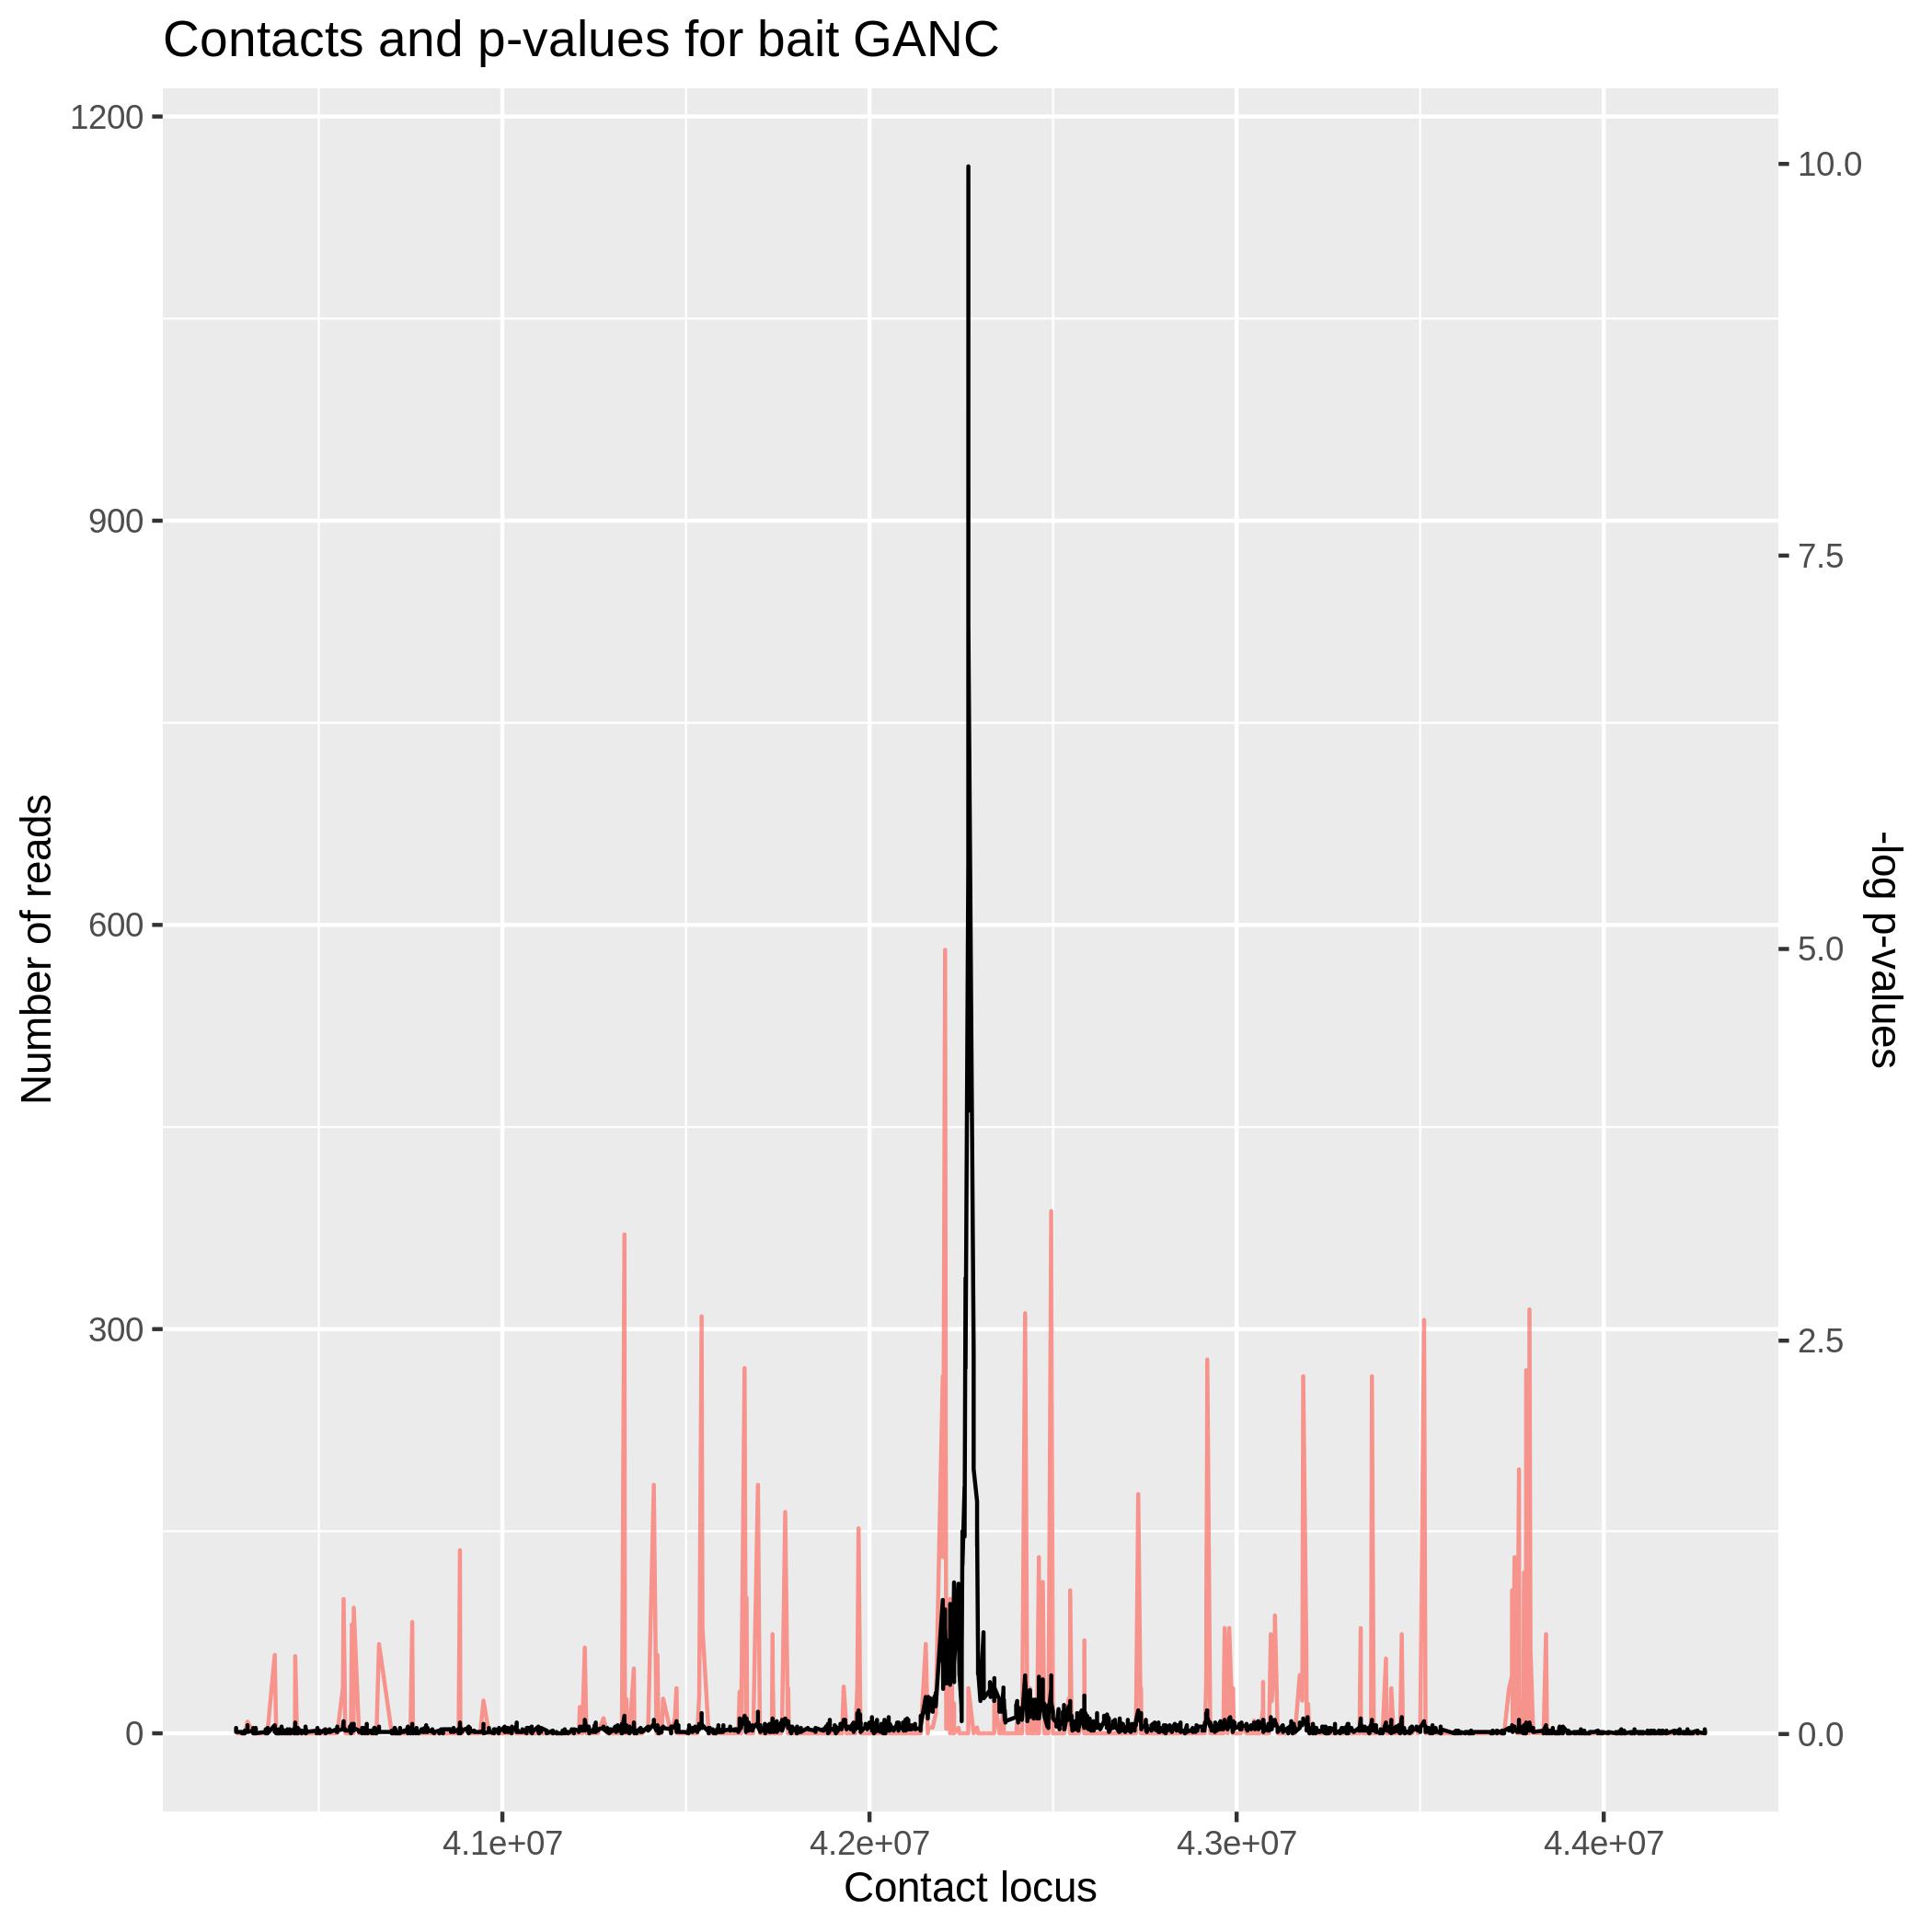 Contacts and p-values for bait GANC
1200
900
600
300
0
Number of reads
10.0
7.5
5.0
2.5
0.0
-log p-values
4.1e+07
4.2e+07
4.3e+07
4.4e+07
Contact locus